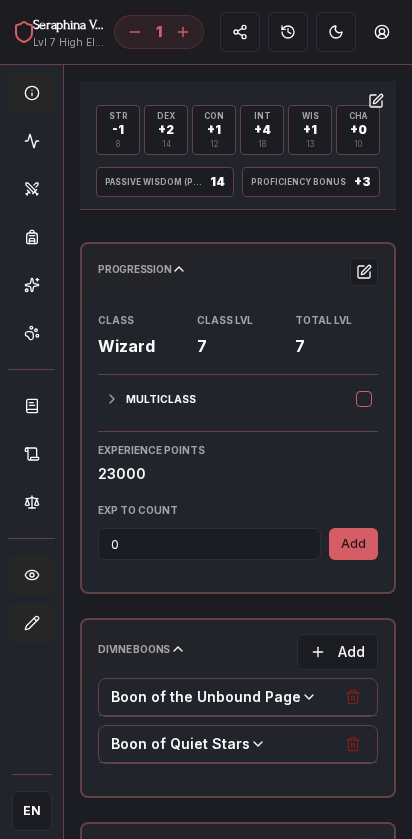 Seraphina V...
Lvl 7 High El...
1
STR DEX CON INT WIS CHA
-1 +2 +1 +4 +1 +0
8 14 12 18 13 10
PASSIVE WISDOM (P... 14 PROFICIENCY BONUS +3
PROGRESSION
CLASS CLASS LVL TOTAL LVL
Wizard 7 7
MULTICLASS
EXPERIENCE POINTS
23000
EXP TO COUNT
0 Add
DIVINE BOONS Add
Boon of the Unbound Page
Boon of Quiet Stars
EN